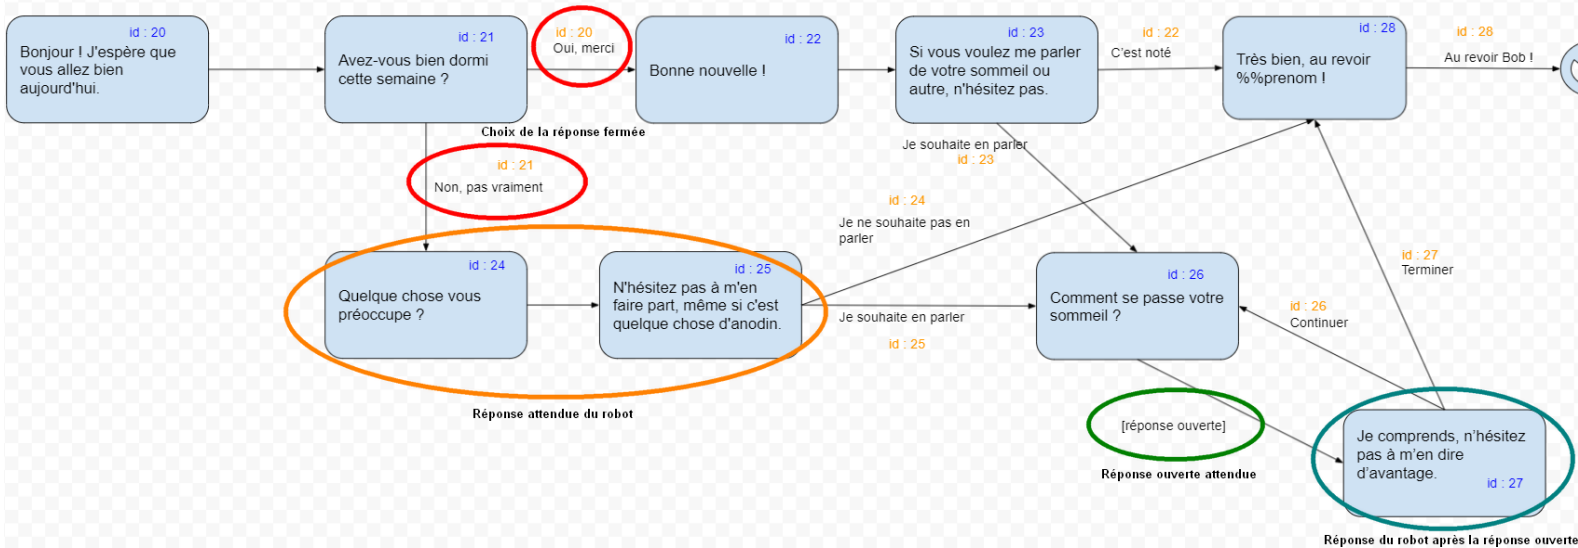 id : 20
Bonjour ! J'espère que
vous allez bien
aujourd'hui.
id : 21
Avez-vous bien dormi
cette semaine ?
id : 20
Oui, merci
id : 22
Bonne nouvelle !
id : 23
Si vous voulez me parler
de votre sommeil ou
autre, n'hésitez pas.
id : 22
C'est noté
id : 28
Très bien, au revoir
%%prenom !
id : 28
Au revoir Bob !
Choix de la réponse fermée
id : 21
Non, pas vraiment
Je souhaite en parler
id : 23
id : 24
Je ne souhaite pas en
parler
id : 24
Quelque chose vous
préoccupe ?
id : 25
N'hésitez pas à m'en
faire part, même si c'est
quelque chose d'anodin.
Je souhaite en parler
id : 25
id : 26
Comment se passe votre
sommeil ?
id : 27
Terminer
id : 26
Continuer
Réponse attendue du robot
[réponse ouverte]
Réponse ouverte attendue
Je comprends, n'hésitez
pas à m'en dire
d'avantage.
id : 27
Réponse du robot après la réponse ouverte